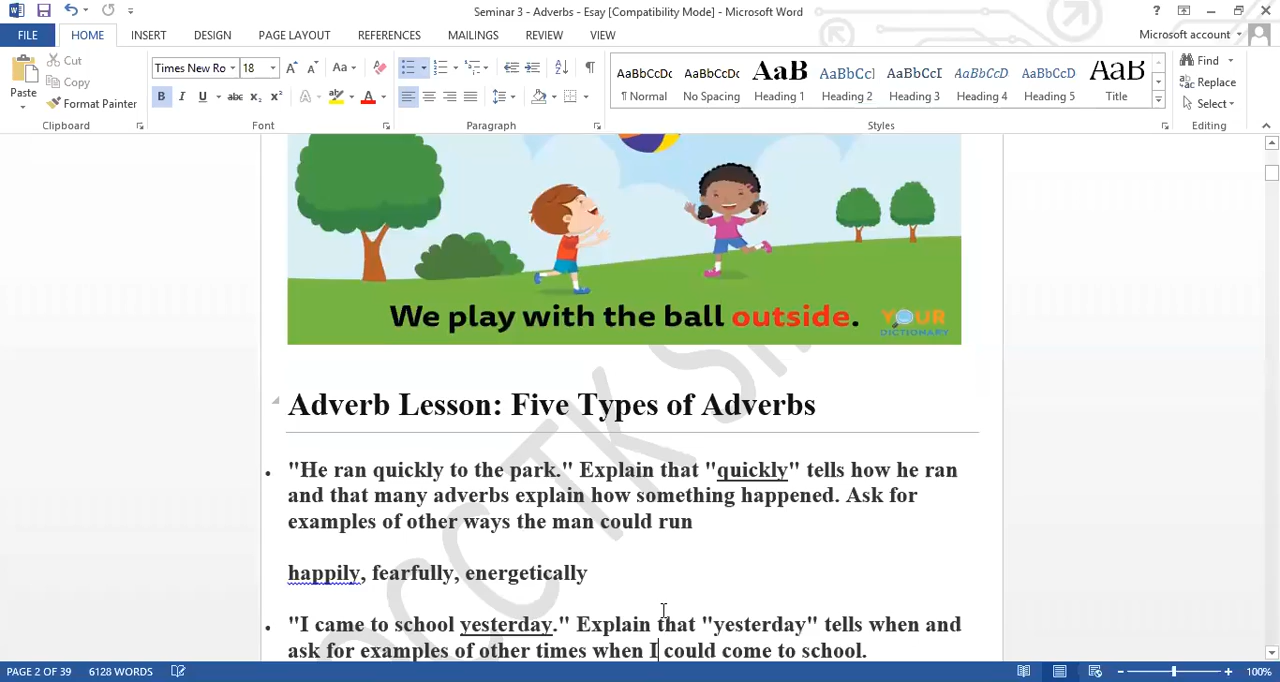 Seminar 3 - Adverbs - Esay [Compatibility Mode] - Microsoft Word
FILE HOME INSERT DESIGN PAGE LAYOUT REFERENCES MAILINGS REVIEW VIEW Microsoft account
Paste
Cut
Copy
Format Painter
Times New Ro 18
Aa
B I U abc X₂ X² A A
AaBbCcDc AaBbCcDc AaB AaBbCcl AaBbCcI AaBbCcD AaBbCcD AaB
¶ Normal No Spacing Heading 1 Heading 2 Heading 3 Heading 4 Heading 5 Title
Find
Replace
Select
Clipboard Font Paragraph Styles Editing
We play with the ball outside.
YOUR
DICTIONARY
Adverb Lesson: Five Types of Adverbs
• "He ran quickly to the park." Explain that "quickly" tells how he ran
and that many adverbs explain how something happened. Ask for
examples of other ways the man could run
happily, fearfully, energetically
• "I came to school yesterday." Explain that "yesterday" tells when and
ask for examples of other times when I could come to school.
PAGE 2 OF 39 6128 WORDS 100%